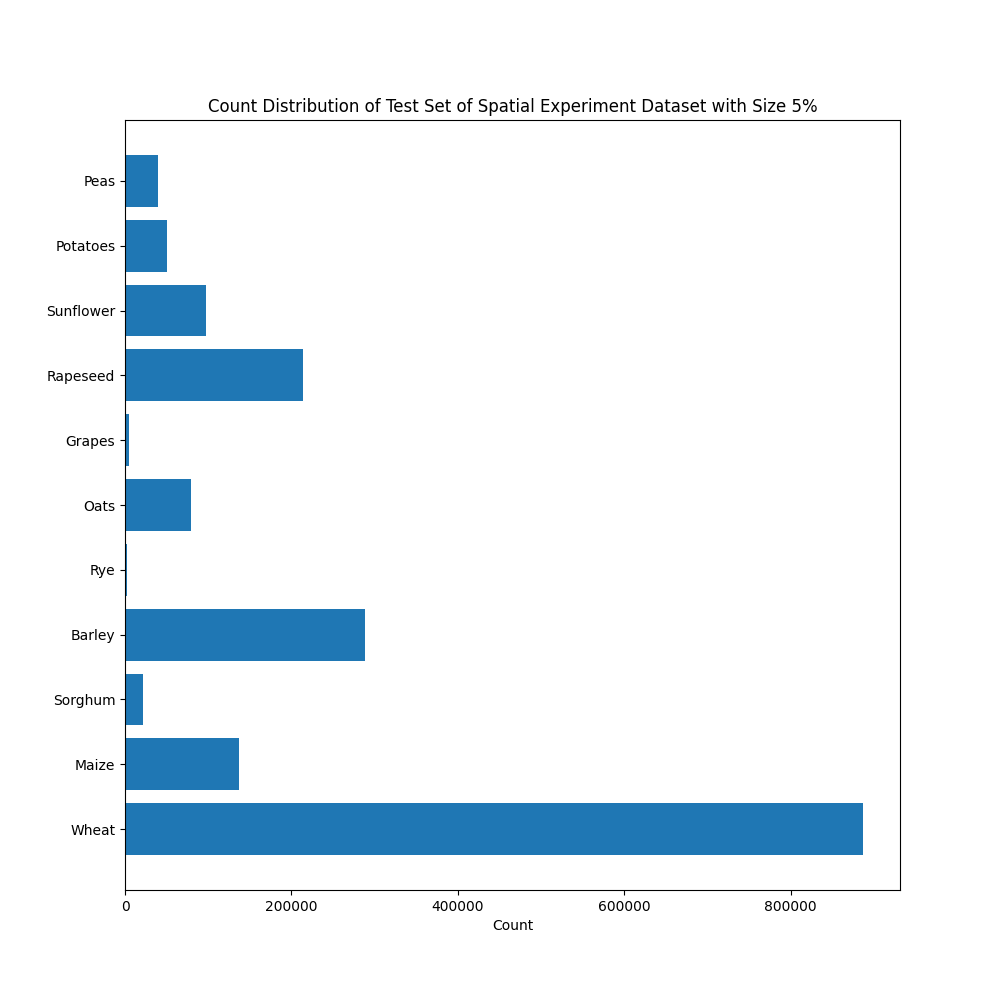 Count Distribution of Test Set of Spatial Experiment Dataset with Size 5%
Peas
Potatoes
Sunflower
Rapeseed
Grapes
Oats
Rye
Barley
Sorghum
Maize
Wheat
0 200000 400000 600000 800000
Count